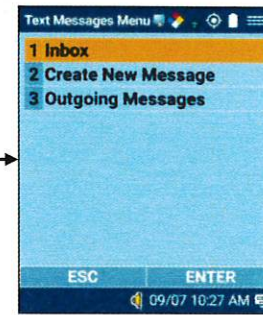 Text Messages Menu
1 Inbox
2 Create New Message
3 Outgoing Messages
ESC ENTER
09/07 10:27 AM